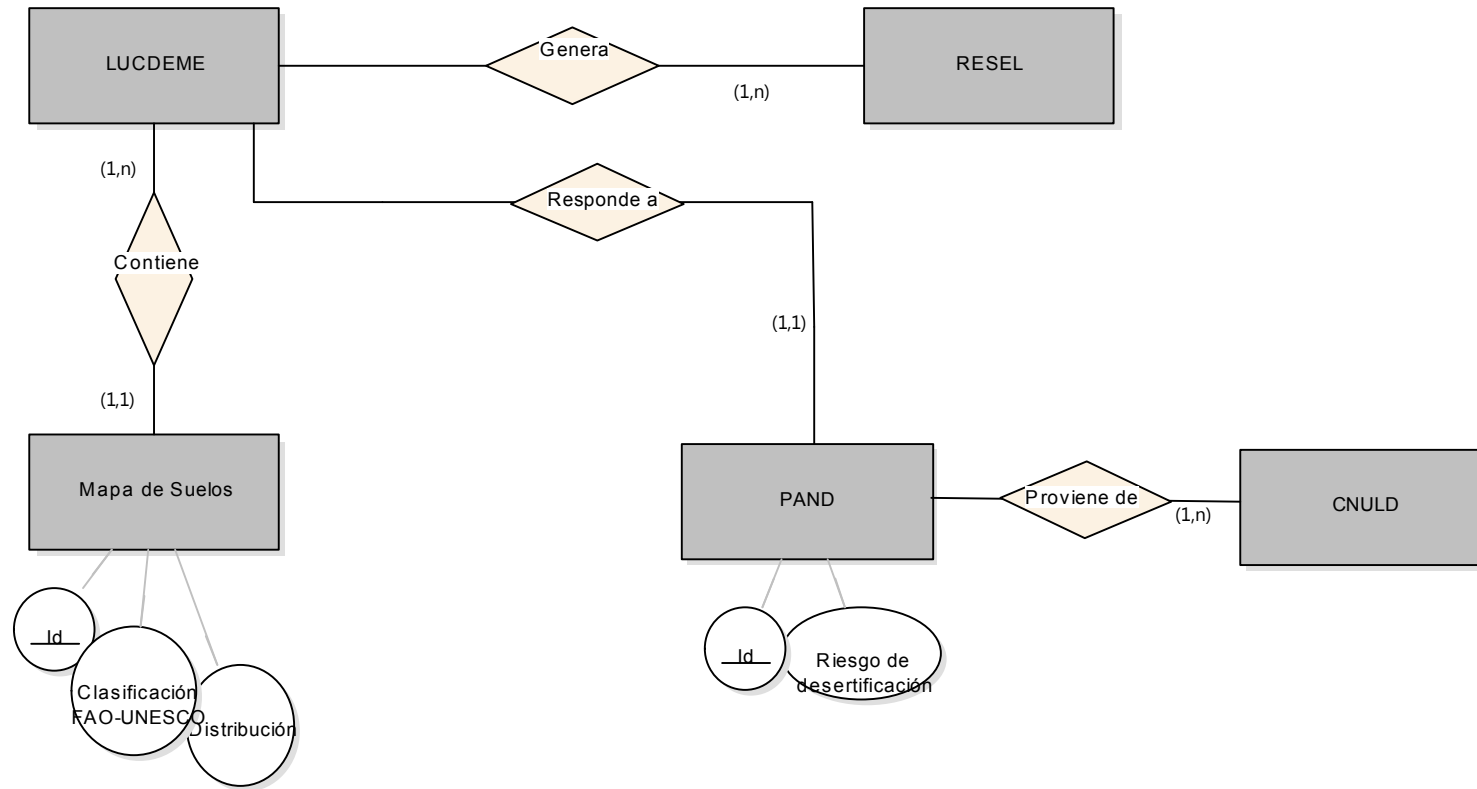 LUCDEME
Genera
RESEL
(1,n)
(1,n)
Responde a
Contiene
(1,1)
(1,1)
Mapa de Suelos
PAND
Proviene de
(1,n)
CNULD
Id
Clasificación
FAO-UNESCO
Distribución
Id
Riesgo de
desertificación